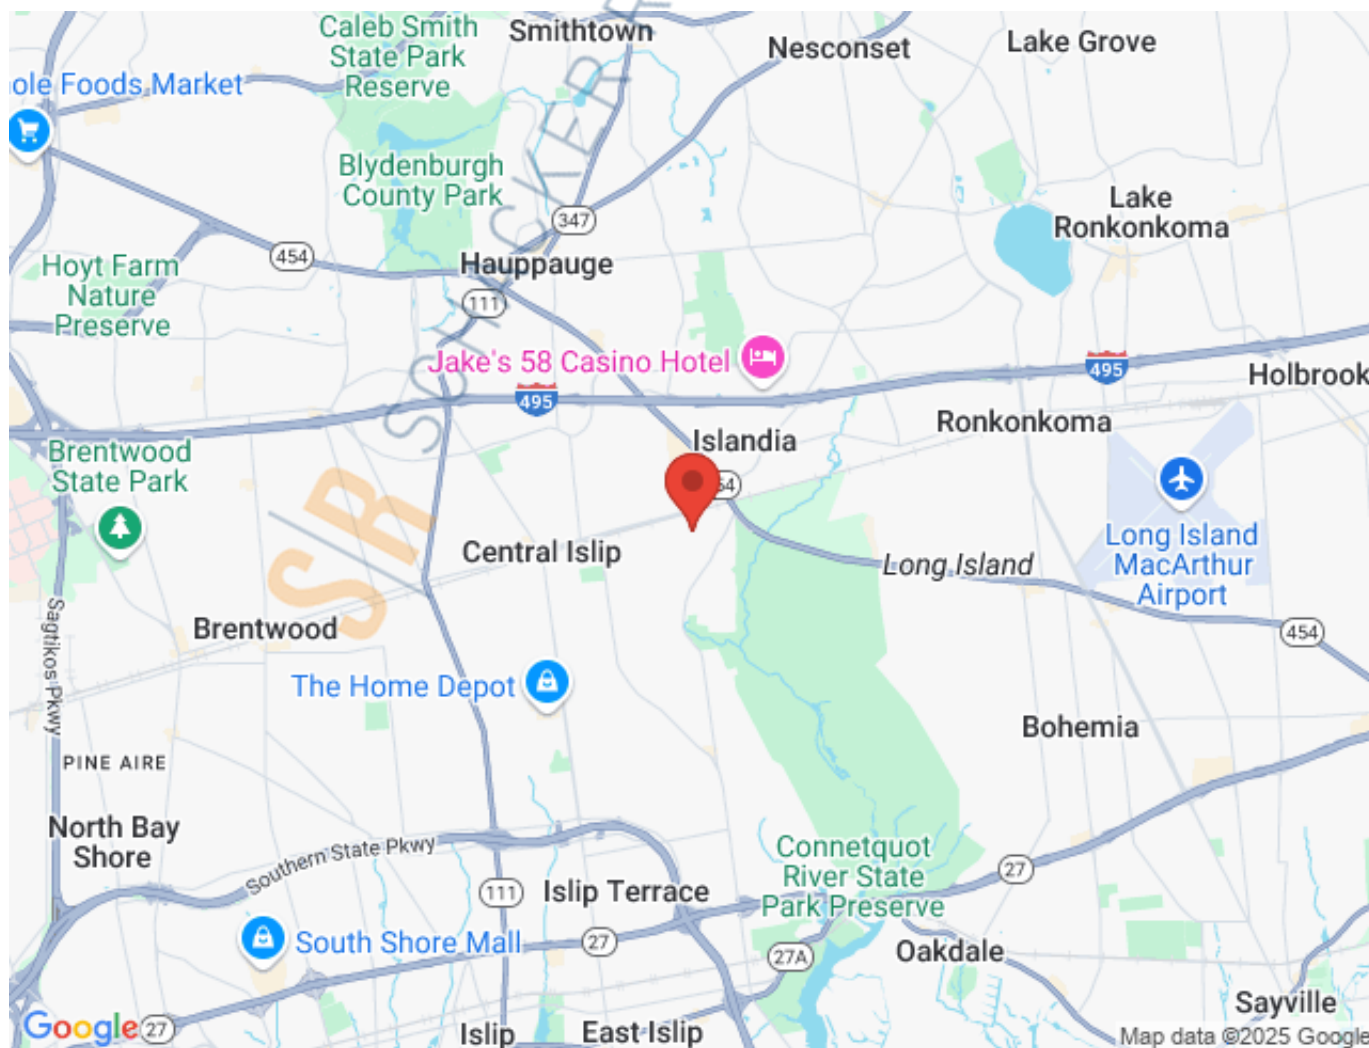 Caleb Smith
State Park
Reserve
Smithtown
Nesconset
Lake Grove
ole Foods Market
Blydenburgh
County Park
347
Lake
Ronkonkoma
454
Hauppauge
Hoyt Farm
Nature
Preserve
111
Jake's 58 Casino Hotel
495
495
Holbrook
Ronkonkoma
Islandia
Brentwood
State Park
54
Central Islip
Long Island
Long Island
MacArthur
Airport
Sagtikos Pkwy
Brentwood
454
The Home Depot
Bohemia
PINE AIRE
North Bay
Shore
Southern State Pkwy
Connetquot
River State
Park Preserve
27
111
Islip Terrace
South Shore Mall
27
27A
Oakdale
Sayville
Google
27
Islip
East Islip
Map data ©2025 Google